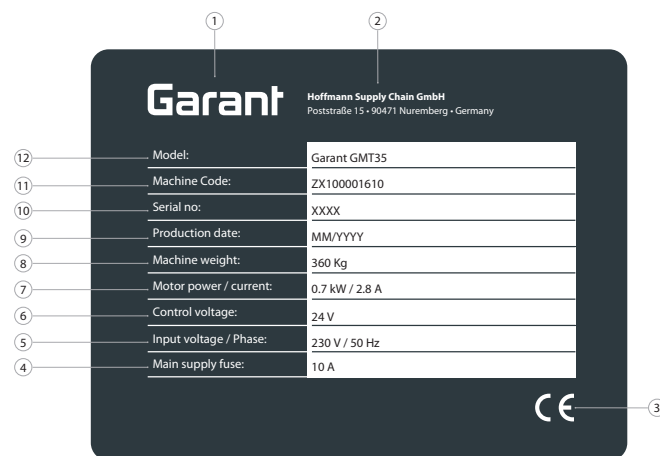 1
2
Garant
Hoffmann Supply Chain GmbH
Poststraße 15 • 90471 Nuremberg • Germany
12 Model: Garant GMT35
11 Machine Code: ZX100001610
10 Serial no: XXXX
9 Production date: MM/YYYY
8 Machine weight: 360 Kg
7 Motor power / current: 0.7 kW / 2.8 A
6 Control voltage: 24 V
5 Input voltage / Phase: 230 V / 50 Hz
4 Main supply fuse: 10 A
CE 3